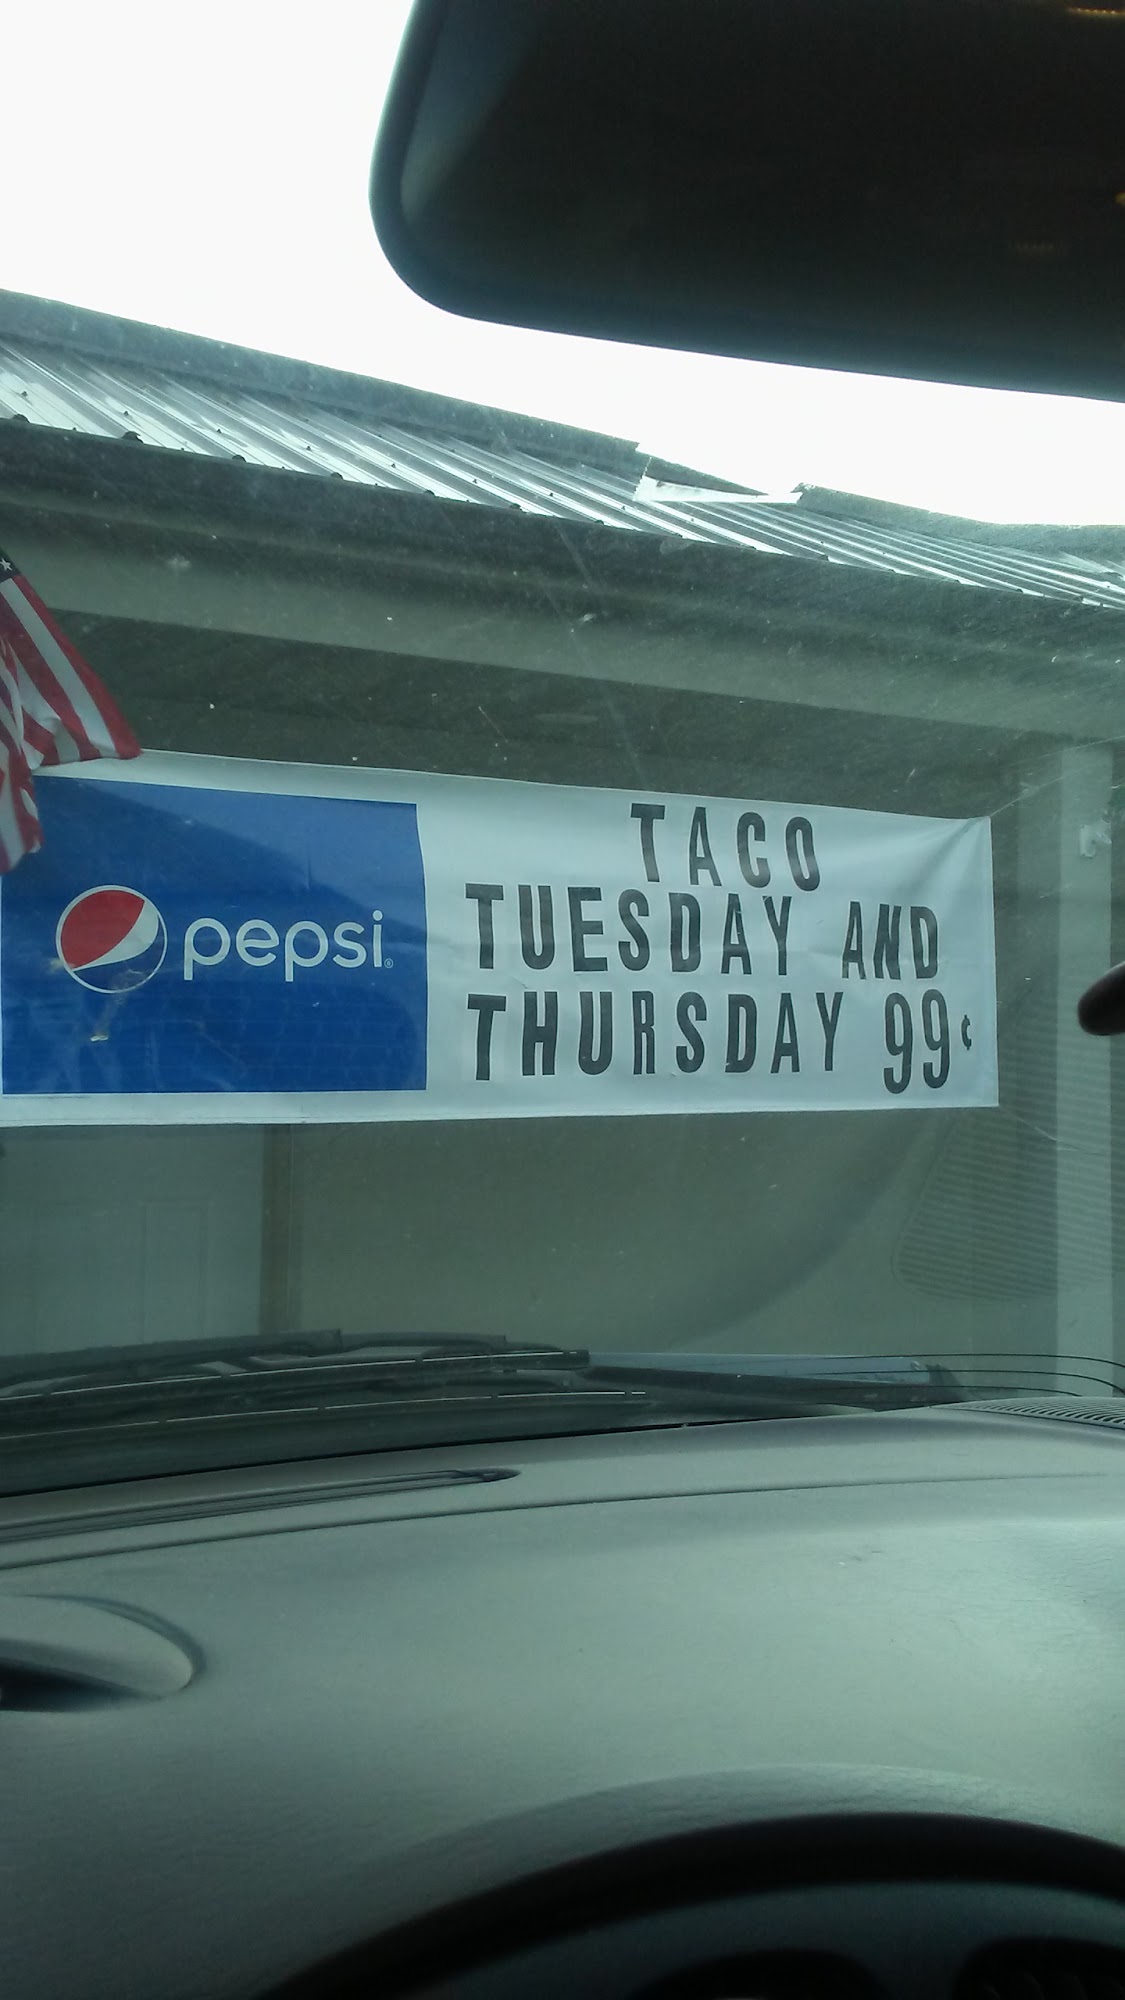 pepsi®
TACO
TUESDAY AND
THURSDAY 99¢